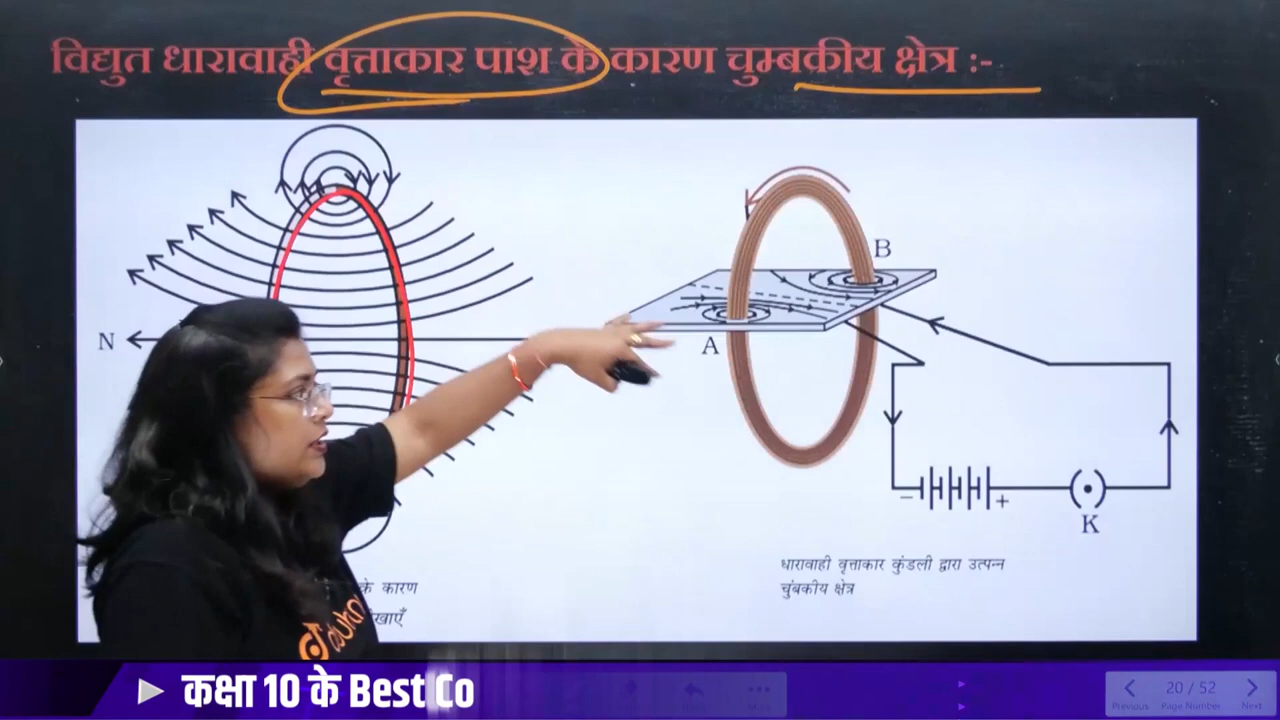 विद्युत धारावाही वृत्ताकार पाश के कारण चुम्बकीय क्षेत्र :-
N
A
B
− +
K
धारावाही वृत्ताकार कुंडली द्वारा उत्पन्न
चुंबकीय क्षेत्र
के कारण
कक्षा 10 के Best Co
20 / 52
Previous Page Number Next